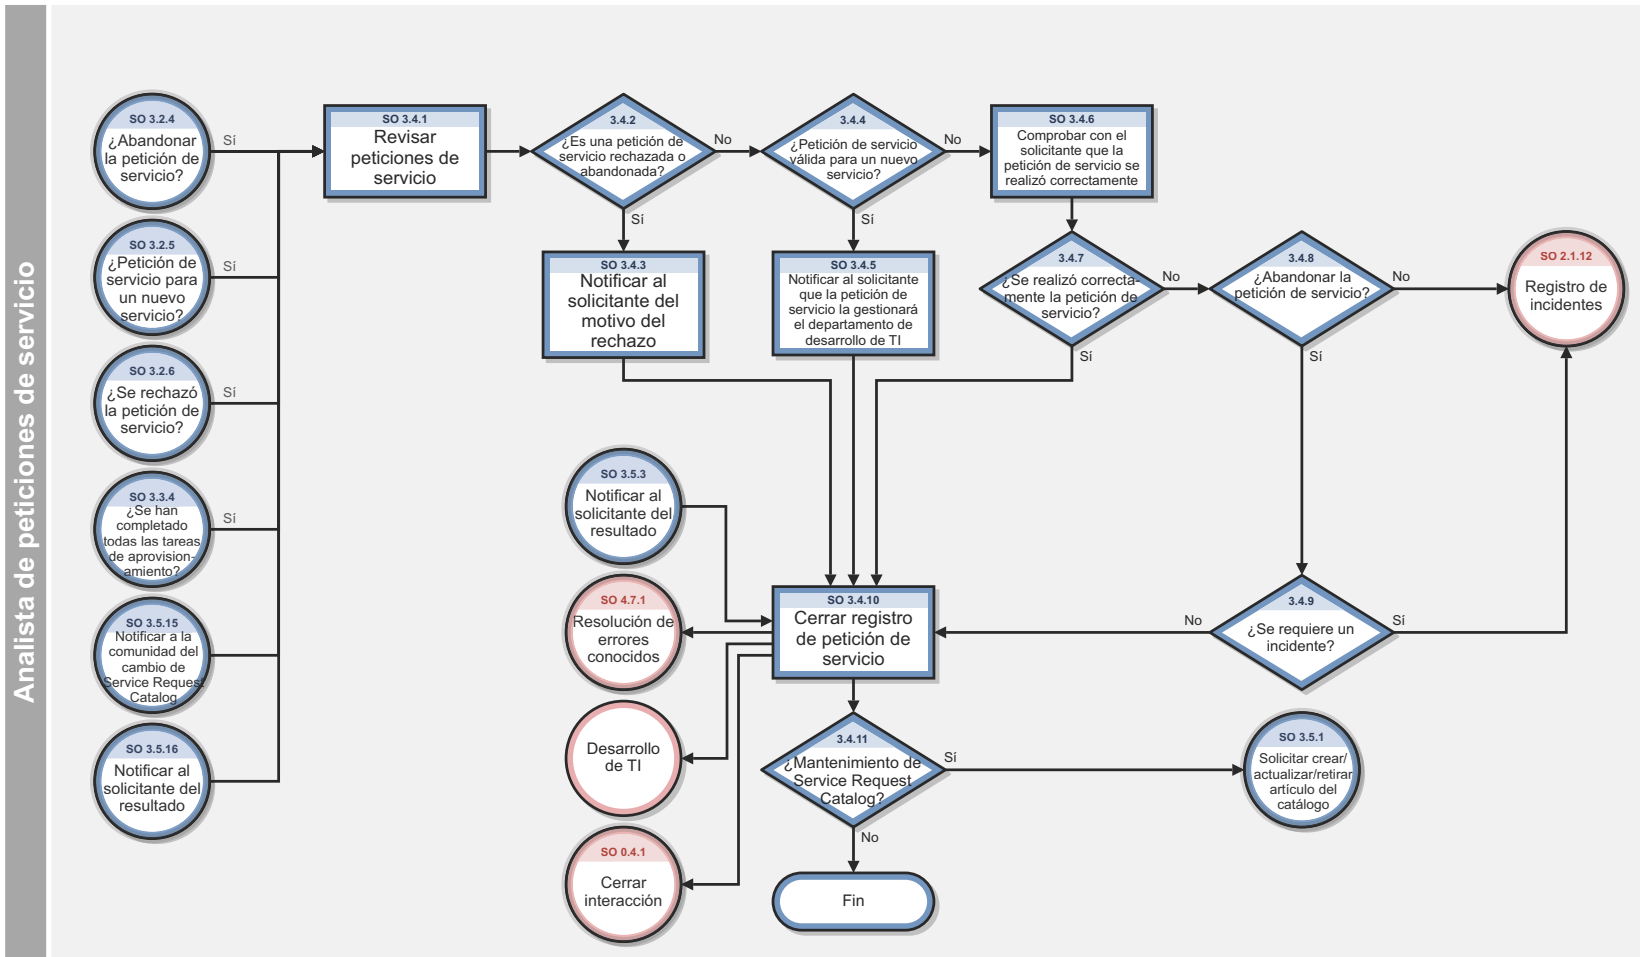 Analista de peticiones de servicio
SO 3.2.4
¿Abandonar
la petición de
servicio?
Sí
SO 3.2.5
¿Petición de
servicio para
un nuevo
servicio?
Sí
SO 3.2.6
¿Se rechazó
la petición de
servicio?
Sí
SO 3.3.4
¿Se han
completado
todas las tareas
de aprovision-
amiento?
Sí
SO 3.5.15
Notificar a la
comunidad del
cambio de
Service Request
Catalog
SO 3.5.16
Notificar al
solicitante del
resultado
SO 3.4.1
Revisar
peticiones de
servicio
3.4.2
¿Es una petición de
servicio rechazada o
abandonada?
No
Sí
SO 3.4.3
Notificar al
solicitante del
motivo del
rechazo
3.4.4
¿Petición de servicio
válida para un nuevo
servicio?
No
Sí
SO 3.4.5
Notificar al solicitante
que la petición de
servicio la gestionará
el departamento de
desarrollo de TI
SO 3.4.6
Comprobar con el
solicitante que la
petición de servicio se
realizó correctamente
3.4.7
¿Se realizó correcta-
mente la petición de
servicio?
No
Sí
3.4.8
¿Abandonar la
petición de servicio?
No
Sí
SO 2.1.12
Registro de
incidentes
SO 3.5.3
Notificar al
solicitante del
resultado
SO 4.7.1
Resolución de
errores
conocidos
Desarrollo
de TI
SO 0.4.1
Cerrar
interacción
SO 3.4.10
Cerrar registro
de petición de
servicio
3.4.9
¿Se requiere un
incidente?
No
Sí
3.4.11
¿Mantenimiento de
Service Request
Catalog?
Sí
No
SO 3.5.1
Solicitar crear/
actualizar/retirar
artículo del
catálogo
Fin